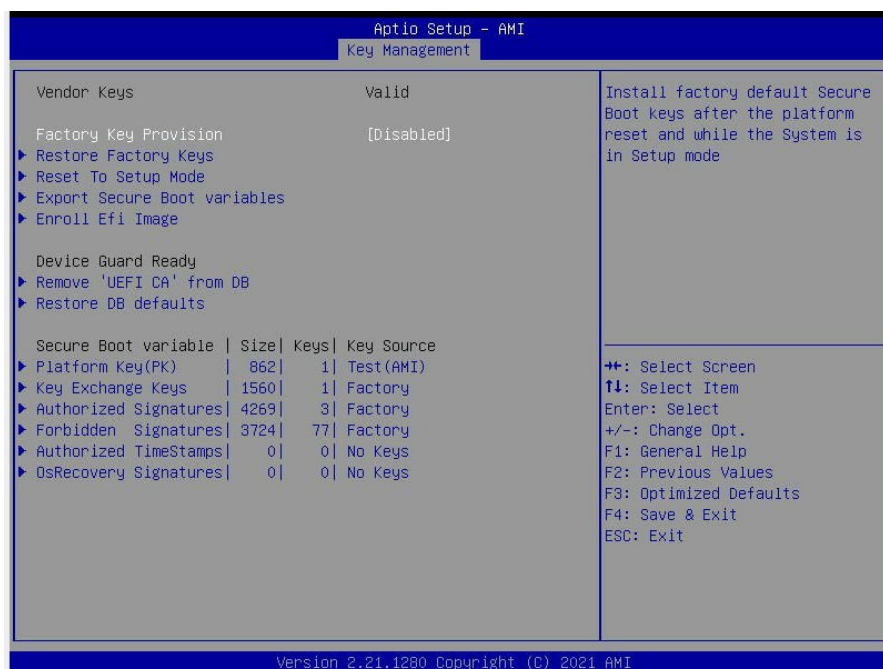 Aptio Setup - AMI
Key Management
Vendor Keys Valid
Factory Key Provision [Disabled]
Restore Factory Keys
Reset To Setup Mode
Export Secure Boot variables
Enroll Efi Image
Device Guard Ready
Remove 'UEFI CA' from DB
Restore DB defaults
Secure Boot variable | Size| Keys| Key Source
Platform Key(PK) | 862| 1| Test(AMI)
Key Exchange Keys | 1560| 1| Factory
Authorized Signatures| 4269| 3| Factory
Forbidden Signatures| 3724| 77| Factory
Authorized TimeStamps| 0| 0| No Keys
OsRecovery Signatures| 0| 0| No Keys
Install factory default Secure
Boot keys after the platform
reset and while the System is
in Setup mode
→←: Select Screen
↑↓: Select Item
Enter: Select
+/-: Change Opt.
F1: General Help
F2: Previous Values
F3: Optimized Defaults
F4: Save & Exit
ESC: Exit
Version 2.21.1280 Copyright (C) 2021 AMI